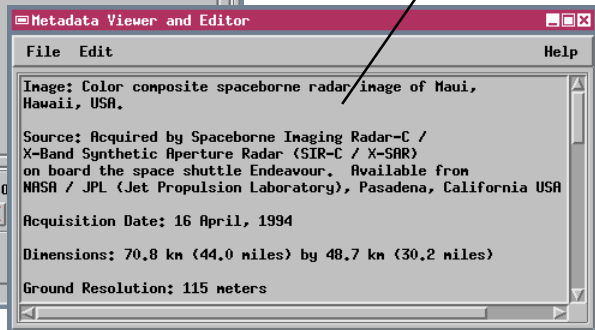 Metadata Viewer and Editor
File Edit Help
Image: Color composite spaceborne radar image of Maui,
Hawaii, USA.
Source: Acquired by Spaceborne Imaging Radar-C /
X-Band Synthetic Aperture Radar (SIR-C / X-SAR)
on board the space shuttle Endeavour. Available from
NASA / JPL (Jet Propulsion Laboratory), Pasadena, California USA
Acquisition Date: 16 April, 1994
Dimensions: 70.8 km (44.0 miles) by 48.7 km (30.2 miles)
Ground Resolution: 115 meters